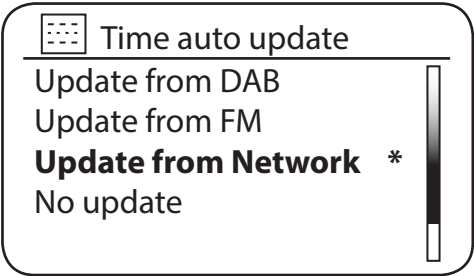 Time auto update
Update from DAB
Update from FM
Update from Network *
No update